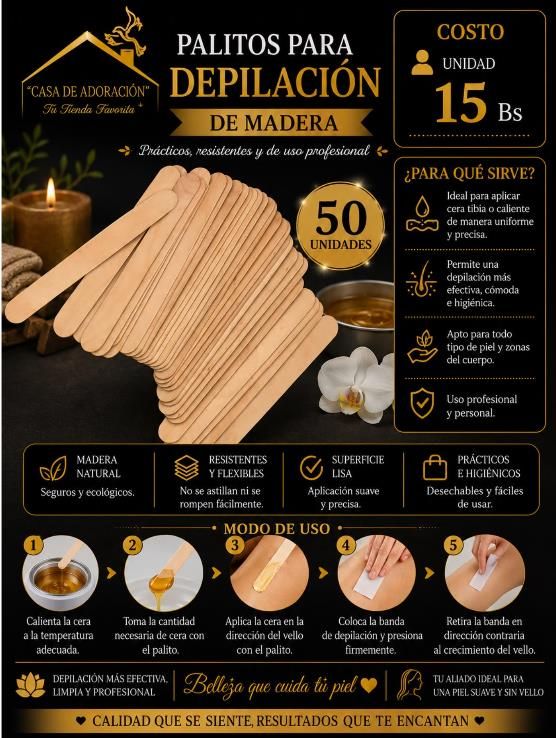 "CASA DE ADORACIÓN"
Tu Tienda Favorita
PALITOS PARA
DEPILACIÓN
DE MADERA
Prácticos, resistentes y de uso profesional
COSTO
UNIDAD
15 Bs
50
UNIDADES
¿PARA QUÉ SIRVE?
Ideal para aplicar
cera tibia o caliente
de manera uniforme
y precisa.
Permite una
depilación más
efectiva, cómoda
e higiénica.
Apto para todo
tipo de piel y zonas
del cuerpo.
Uso profesional
y personal.
MADERA
NATURAL
Seguros y ecológicos.
RESISTENTES
Y FLEXIBLES
No se astillan ni se
rompen fácilmente.
SUPERFICIE
LISA
Aplicación suave
y precisa.
PRÁCTICOS
E HIGIÉNICOS
Desechables y fáciles
de usar.
MODO DE USO
1
Calienta la cera
a la temperatura
adecuada.
2
Toma la cantidad
necesaria de cera con
el palito.
3
Aplica la cera en la
dirección del vello
con el palito.
4
Coloca la banda
de depilación y presiona
firmemente.
5
Retira la banda en
dirección contraria
al crecimiento del vello.
DEPILACIÓN MÁS EFECTIVA,
LIMPIA Y PROFESIONAL
Belleza que cuida tú piel
TU ALIADO IDEAL PARA
UNA PIEL SUAVE Y SIN VELLO
CALIDAD QUE SE SIENTE, RESULTADOS QUE TE ENCANTAN